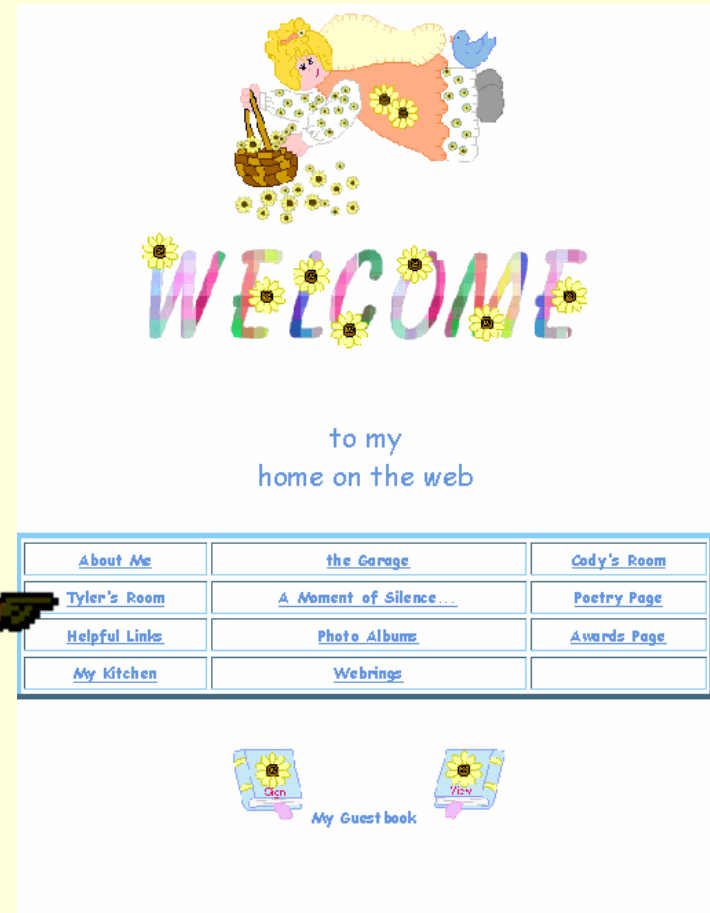 WELCOME
to my
home on the web
About Me the Garage Cody's Room
Tyler's Room A Moment of Silence... Poetry Page
Helpful Links Photo Albums Awards Page
My Kitchen Webrings
Sign View
My Guestbook